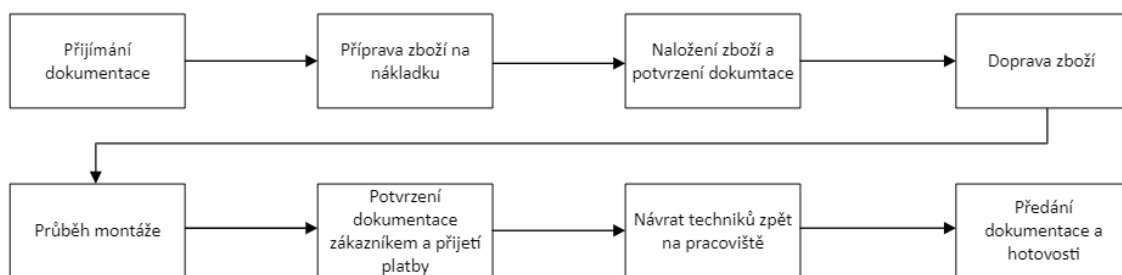 Přijímání
dokumentace
Příprava zboží na
nákladku
Naložení zboží a
potvrzení dokumtace
Doprava zboží
Průběh montáže
Potvrzení
dokumentace
zákazníkem a přijetí
platby
Návrat techniků zpět
na pracoviště
Předání
dokumentace a
hotovosti